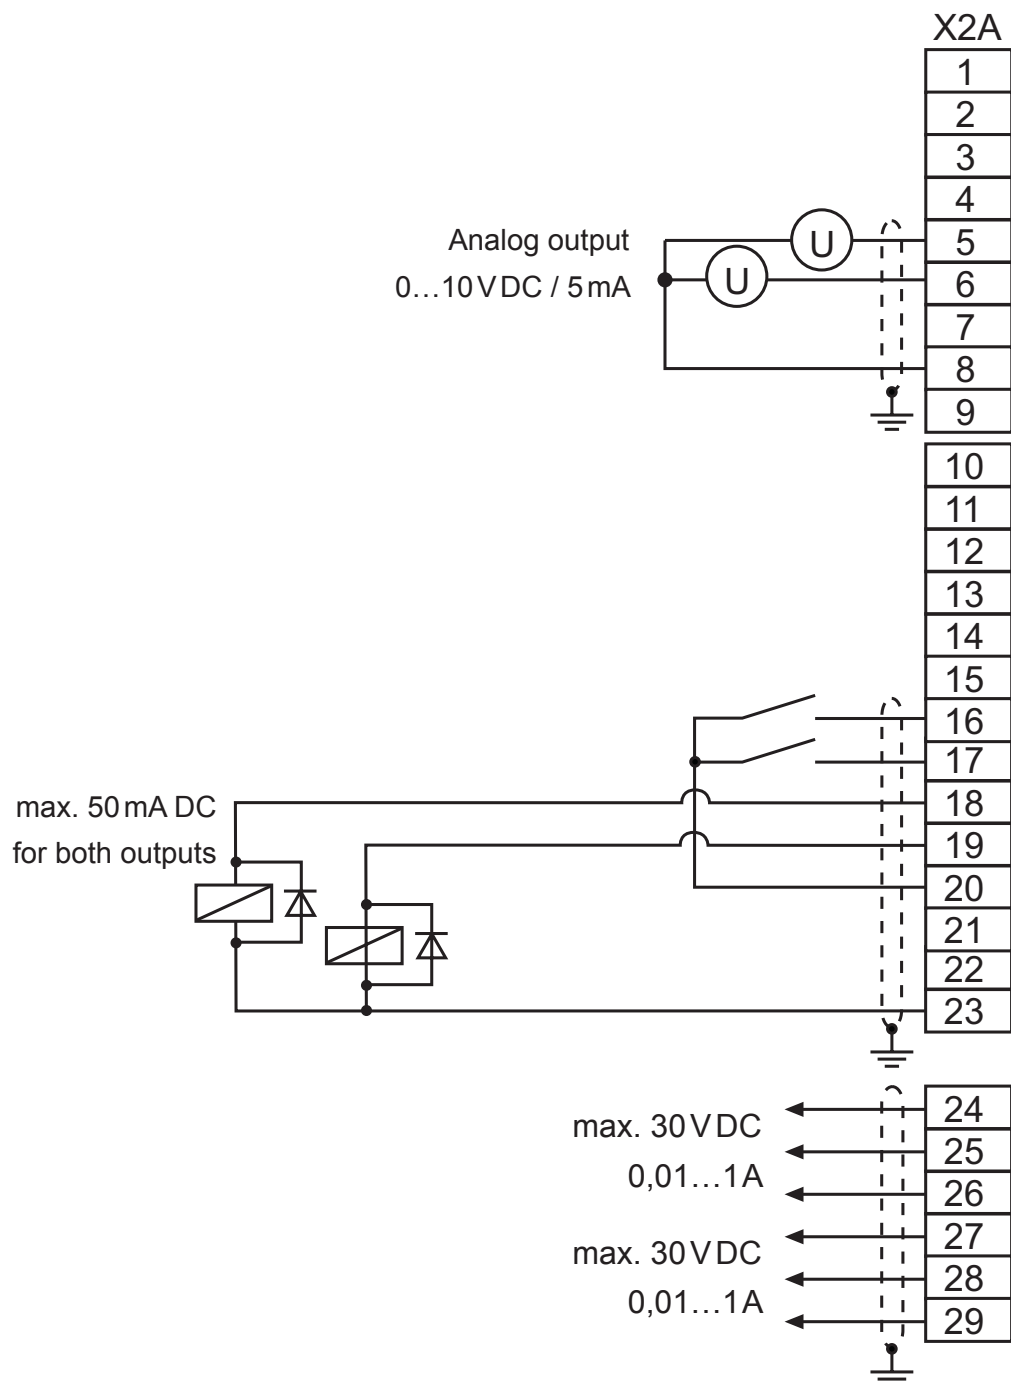 X2A
1
2
3
4
Analog output
U
5
0…10 V DC / 5 mA
U
6
7
8
9
10
11
12
13
14
15
16
17
max. 50 mA DC
18
for both outputs
19
20
21
22
23
24
max. 30 V DC
25
0,01…1 A
26
27
max. 30 V DC
28
0,01…1 A
29